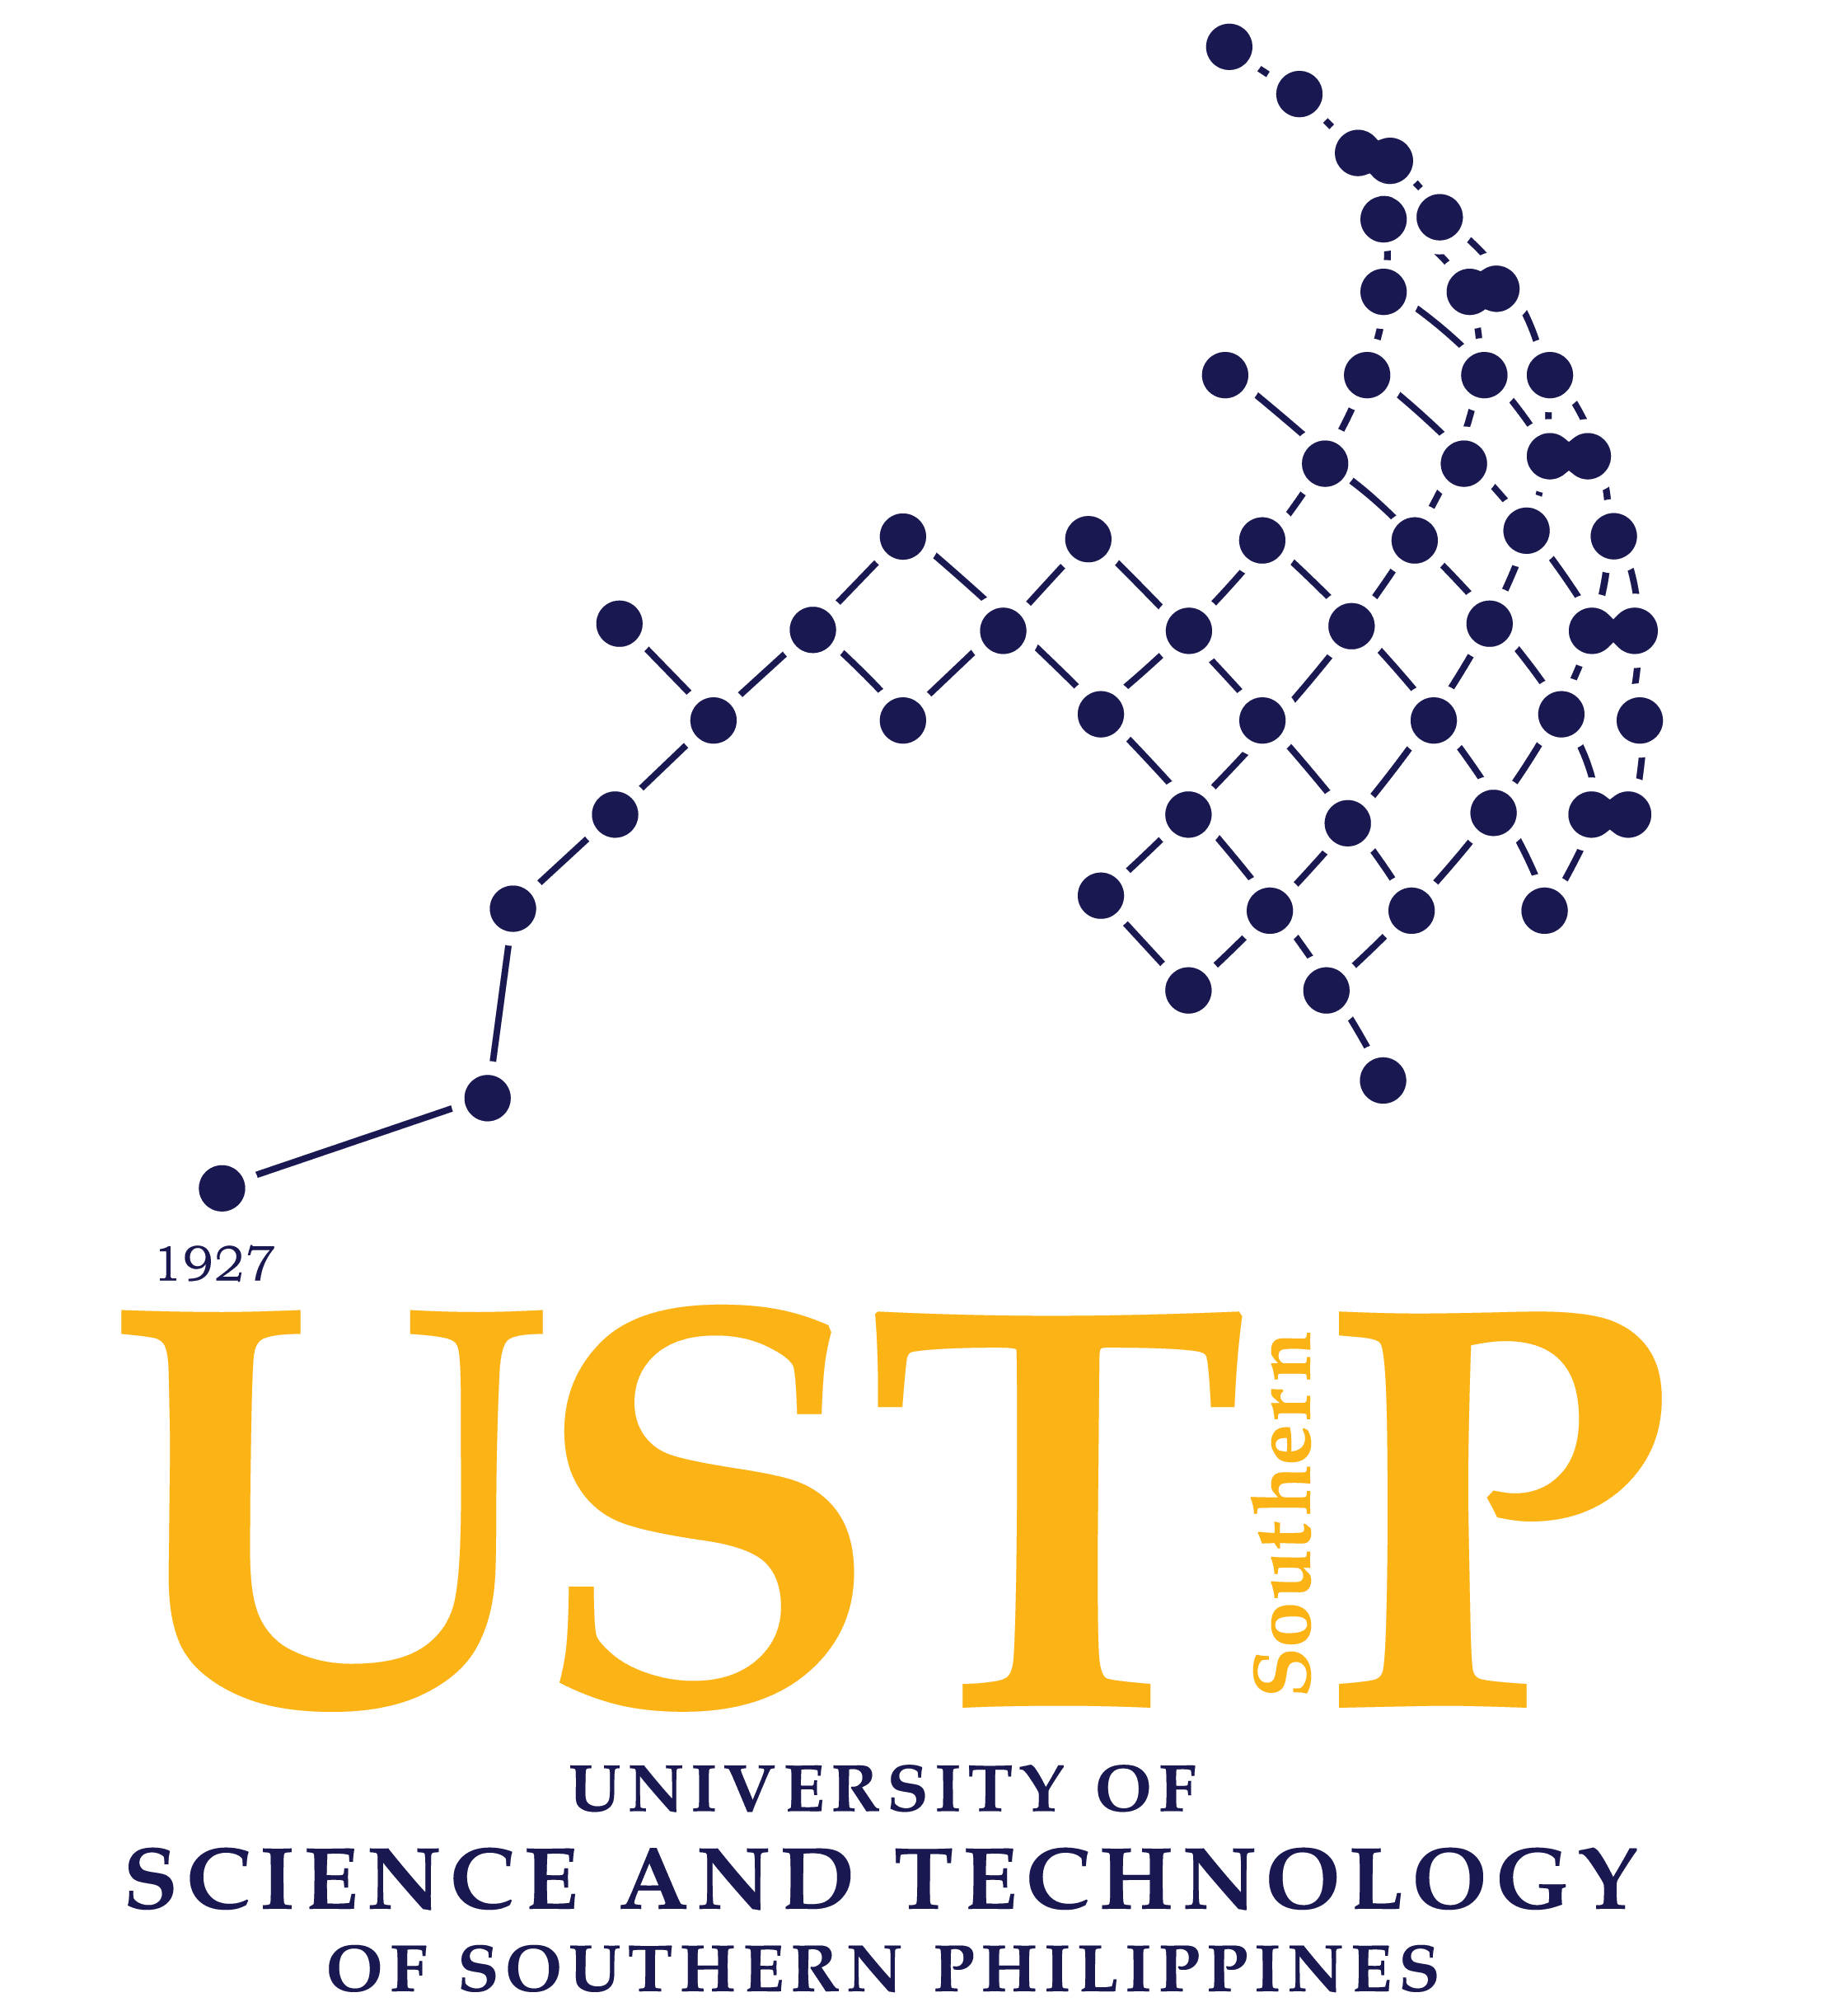 1927
USTP
Southern
UNIVERSITY OF
SCIENCE AND TECHNOLOGY
OF SOUTHERN PHILIPPINES